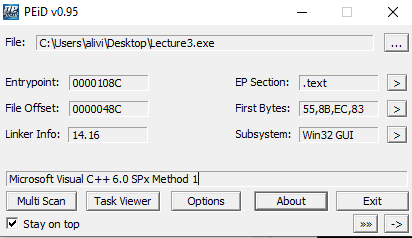 PEiD v0.95
File: C:\Users\alivi\Desktop\Lecture3.exe ...
Entrypoint: 0000108C EP Section: .text >
File Offset: 0000048C First Bytes: 55,8B,EC,83 >
Linker Info: 14.16 Subsystem: Win32 GUI >
Microsoft Visual C++ 6.0 SPx Method 1
Multi Scan Task Viewer Options About Exit
Stay on top »» ->